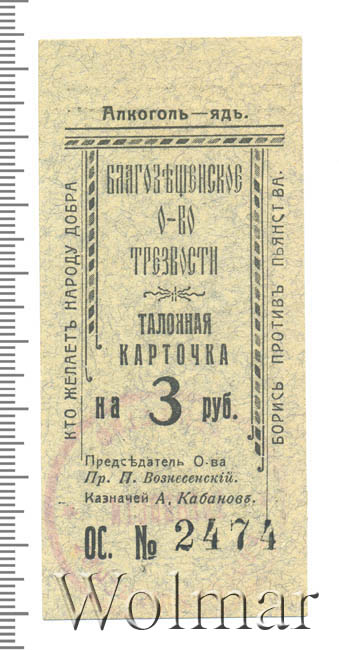 Алкоголь—ядъ.
КТО ЖЕЛАЕТЪ НАРОДУ ДОБРА
БЛАГОВѢЩЕНСКОЕ
О-ВО
ТРЕЗВОСТИ
ТАЛОННАЯ
КАРТОЧКА
на 3 руб.
Предсѣдатель О-ва
Пр. П. Вознесенскій.
Казначей А. Кабановъ.
ОС. № 2474
БОРИСЬ ПРОТИВЪ ПЬЯНСТВА.
Wolmar